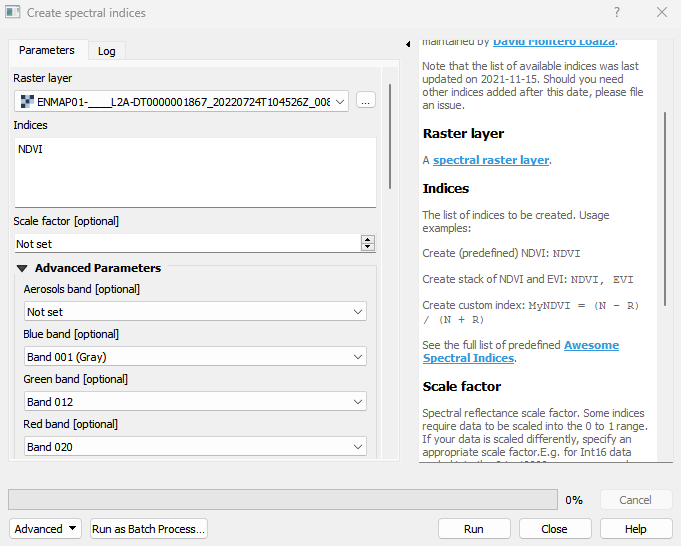 Create spectral indices
?
Parameters
Log
Raster layer
ENMAP01-____L2A-DT0000001867_20220724T104526Z_008
...
Indices
NDVI
Scale factor [optional]
Not set
Advanced Parameters
Aerosols band [optional]
Not set
Blue band [optional]
Band 001 (Gray)
Green band [optional]
Band 012
Red band [optional]
Band 020
maintained by David Montero Loaiza.
Note that the list of available indices was last
updated on 2021-11-15. Should you need
other indices added after this date, please file
an issue.
Raster layer
A spectral raster layer.
Indices
The list of indices to be created. Usage
examples:
Create (predefined) NDVI: NDVI
Create stack of NDVI and EVI: NDVI, EVI
Create custom index: MyNDVI = (N - R)
/ (N + R)
See the full list of predefined Awesome
Spectral Indices.
Scale factor
Spectral reflectance scale factor. Some indices
require data to be scaled into the 0 to 1 range.
If your data is scaled differently, specify an
appropriate scale factor.E.g. for Int16 data
0%
Cancel
Advanced
Run as Batch Process...
Run
Close
Help